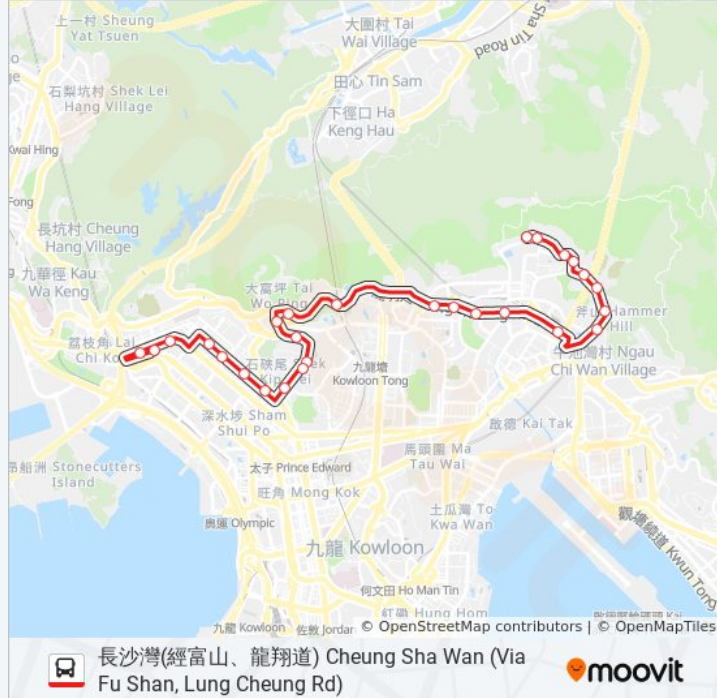 上一村 Sheung
Yat Tsuen
大圍村 Tai
Wai Village
Sha Tin Road
石梨坑村 Shek Lei
Hang Village
田心 Tin Sam
下徑口 Ha
Keng Hau
Kwai Hing
Fong
長坑村 Cheung
Hang Village
九華徑 Kau
Wa Keng
大窩坪 Tai
Wo Ping
Hammer
Hill
荔枝角 Lai
Chi Ko
石硤尾
Kip
九龍塘
Kowloon Tong
牛池灣村 Ngau
Chi Wan Village
深水埗 Sham
Shui Po
啟德 Kai Tak
馬頭圍 Ma
Tau Wai
昂船洲 Stonecutters
Island
太子 Prince Edward
旺角 Mong Kok
土瓜灣 To
Kwa Wan
奧運 Olympic
觀塘繞道 Kwun Tong
九龍 Kowloon
何文田 Ho Man Tin
紅磡 Hung Hom
九龍 Kowloon
佐敦 Jordan
© OpenStreetMap contributors | © OpenMapTiles
長沙灣(經富山、龍翔道) Cheung Sha Wan (Via
Fu Shan, Lung Cheung Rd)
moovit